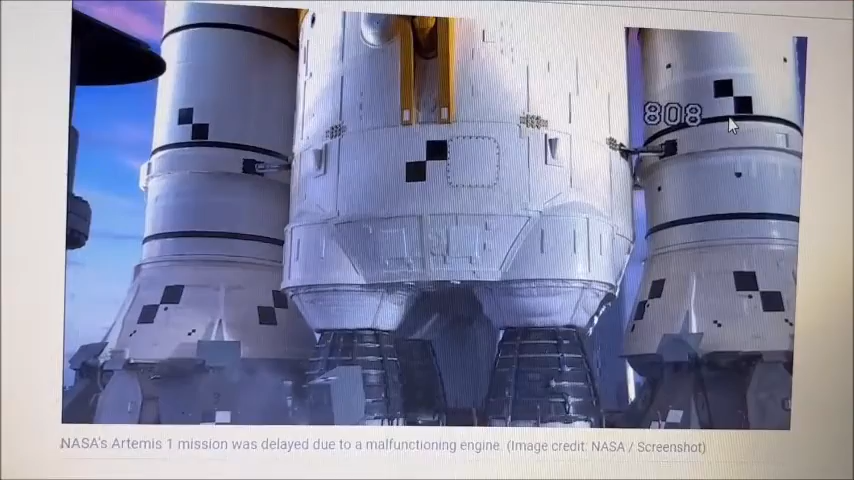 808
NASA's Artemis 1 mission was delayed due to a malfunctioning engine. (Image credit: NASA / Screenshot)